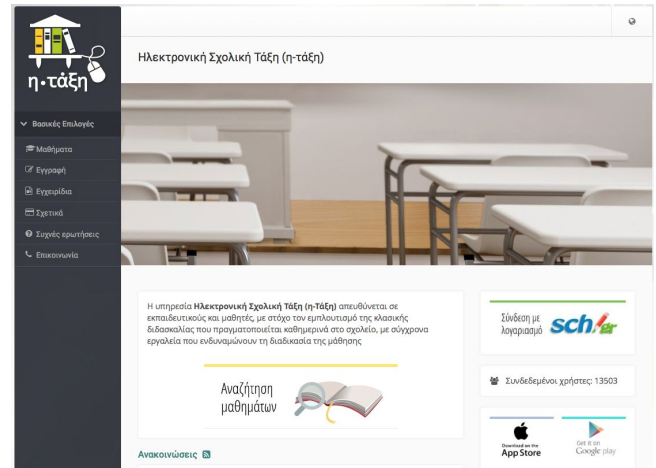 η•τάξη
Βασικές Επιλογές
Μαθήματα
Εγγραφή
Εγχειρίδια
Σχετικά
Συχνές ερωτήσεις
Επικοινωνία
Ηλεκτρονική Σχολική Τάξη (η-τάξη)
Η υπηρεσία Ηλεκτρονική Σχολική Τάξη (η-Τάξη) απευθύνεται σε
εκπαιδευτικούς και μαθητές, με στόχο τον εμπλουτισμό της κλασικής
διδασκαλίας που πραγματοποιείται καθημερινά στο σχολείο, με σύγχρονα
εργαλεία που ενδυναμώνουν τη διαδικασία της μάθησης
Αναζήτηση
μαθημάτων
Ανακοινώσεις
Σύνδεση με
λογαριασμό sch.gr
Συνδεδεμένοι χρήστες: 13503
Download on the
App Store
Get it on
Google play